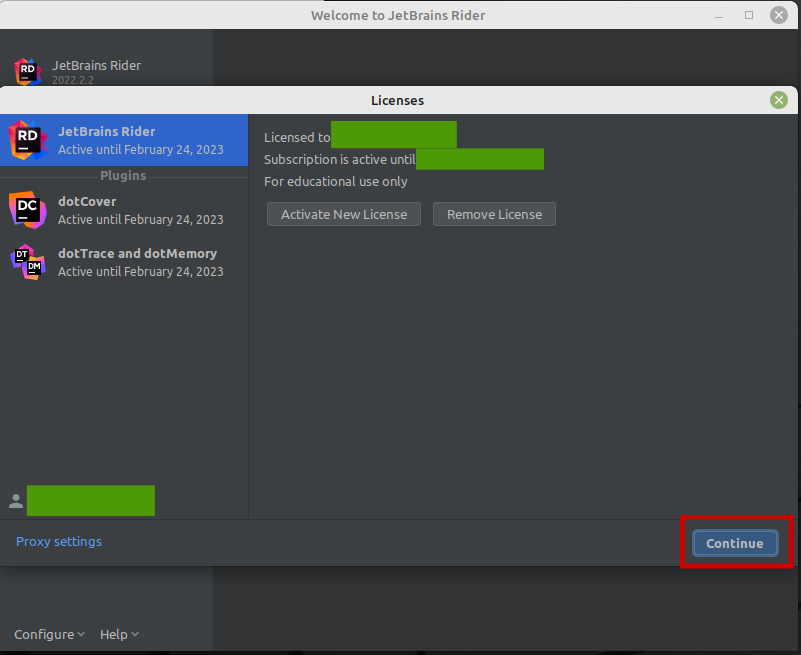 Welcome to JetBrains Rider
RD
JetBrains Rider
2022.2.2
Licenses
RD
JetBrains Rider
Active until February 24, 2023
Plugins
DC
dotCover
Active until February 24, 2023
DT
DM
dotTrace and dotMemory
Active until February 24, 2023
Licensed to
Subscription is active until
For educational use only
Activate New License
Remove License
Proxy settings
Continue
Configure
Help